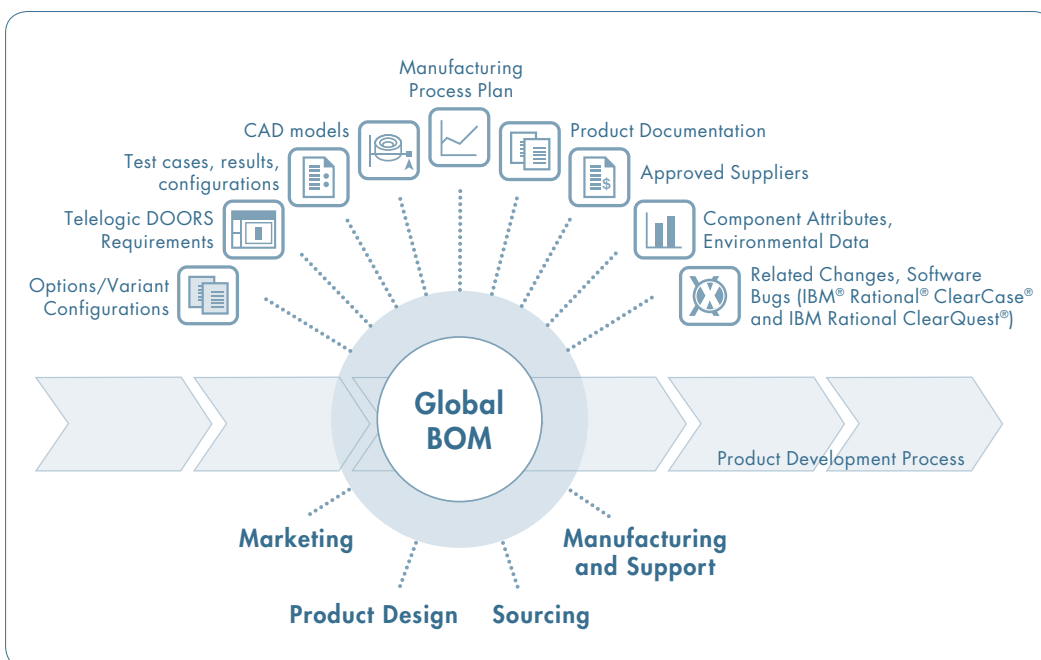 Manufacturing
Process Plan
CAD models
Product Documentation
Test cases, results,
configurations
Approved Suppliers
Telelogic DOORS
Requirements
Component Attributes,
Environmental Data
Options/Variant
Configurations
Related Changes, Software
Bugs (IBM® Rational® ClearCase®
and IBM Rational ClearQuest®)
Global
BOM
Product Development Process
Marketing
Manufacturing
and Support
Product Design
Sourcing